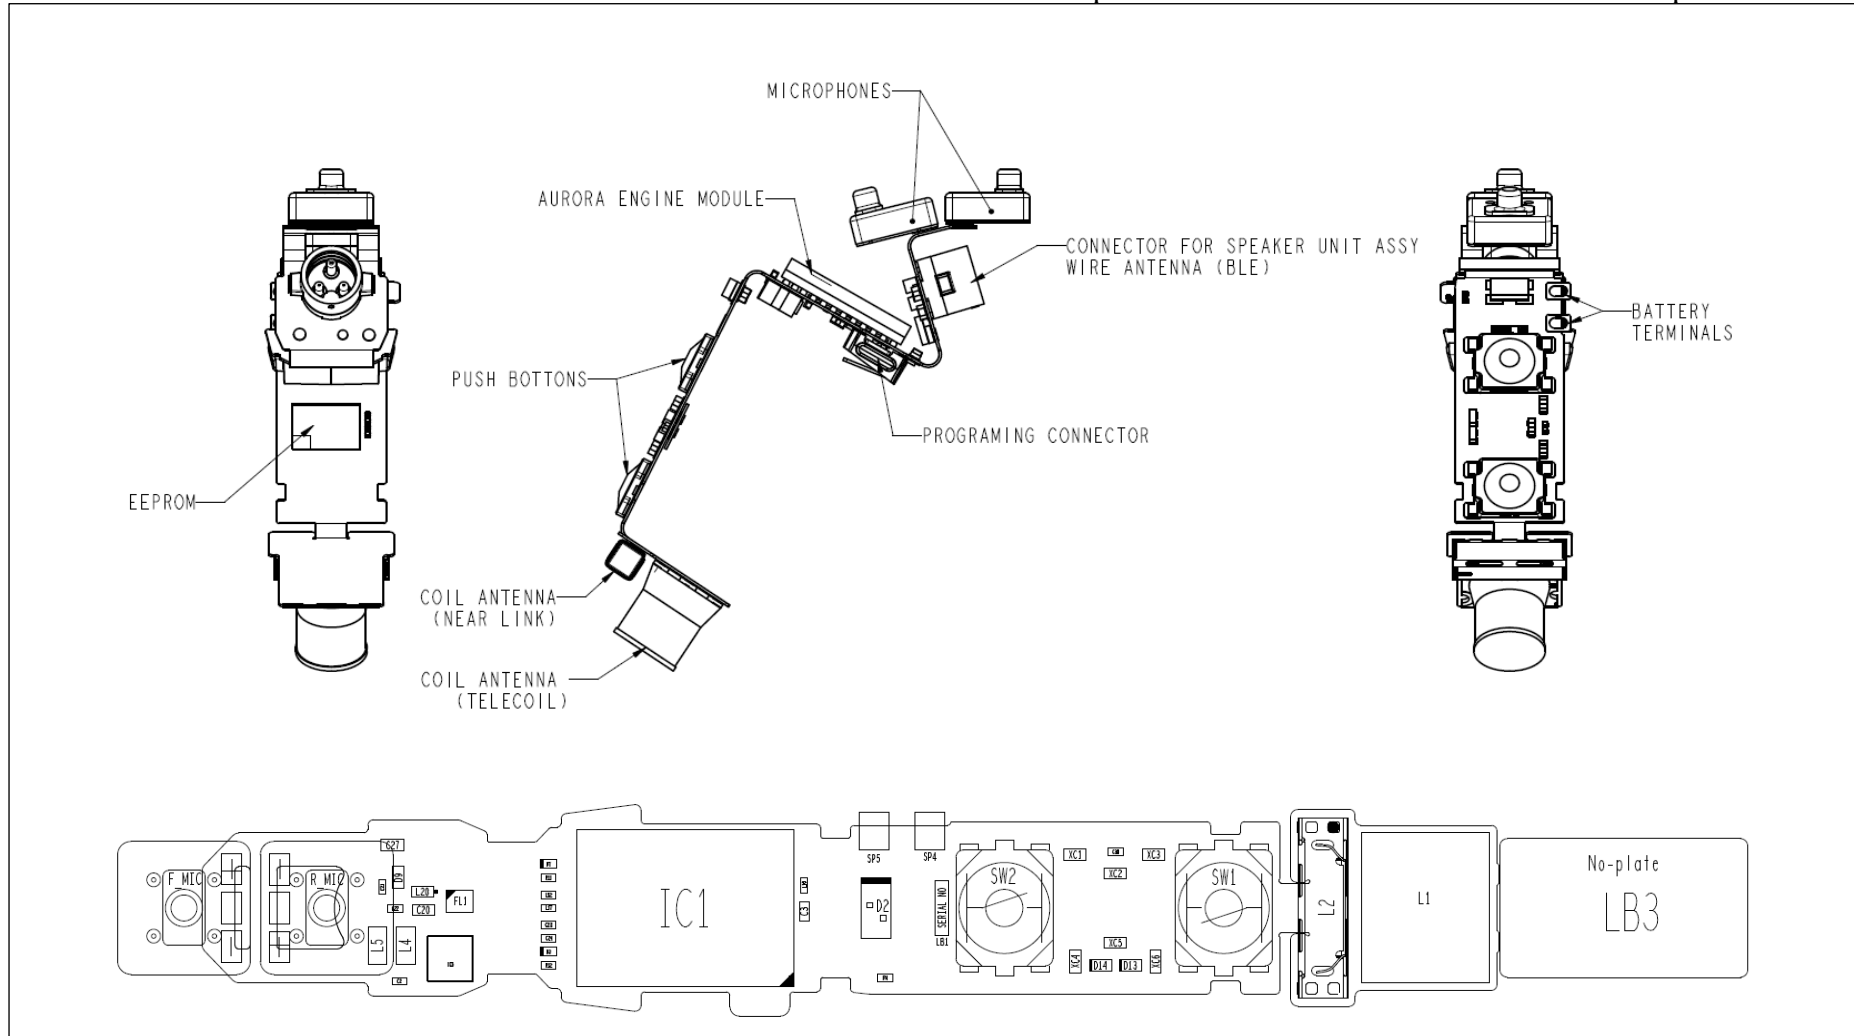 MICROPHONES
AURORA ENGINE MODULE
CONNECTOR FOR SPEAKER UNIT ASSY
WIRE ANTENNA (BLE)
BATTERY
TERMINALS
PUSH BOTTONS
PROGRAMING CONNECTOR
EEPROM
COIL ANTENNA
(NEAR LINK)
COIL ANTENNA
(TELECOIL)
F_MIC
R_MIC
C27
D9
L20
C20
FL1
L5
L4
IC1
C3
SP5
SP4
D2
SERIAL NO
LB1
SW2
XC1
XC3
XC2
XC5
XC4
D14
D13
XC6
SW1
L2
L1
No-plate
LB3